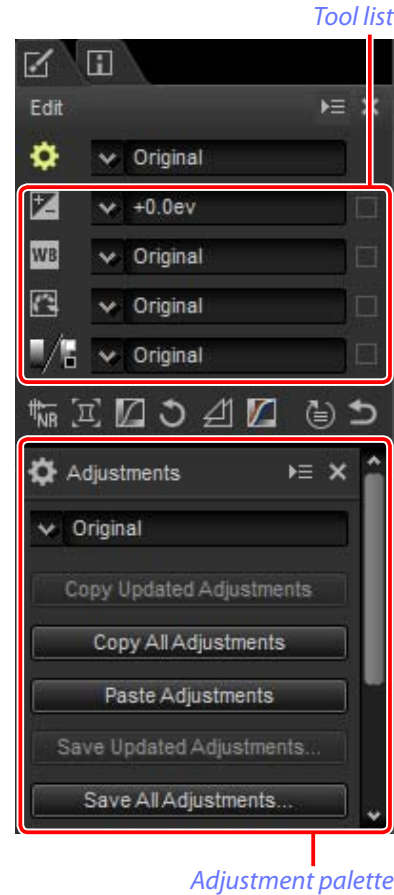 Tool list
Edit
Original
+0.0ev
WB Original
Original
Original
NR
Adjustments
Original
Copy Updated Adjustments
Copy All Adjustments
Paste Adjustments
Save Updated Adjustments...
Save All Adjustments...
Adjustment palette